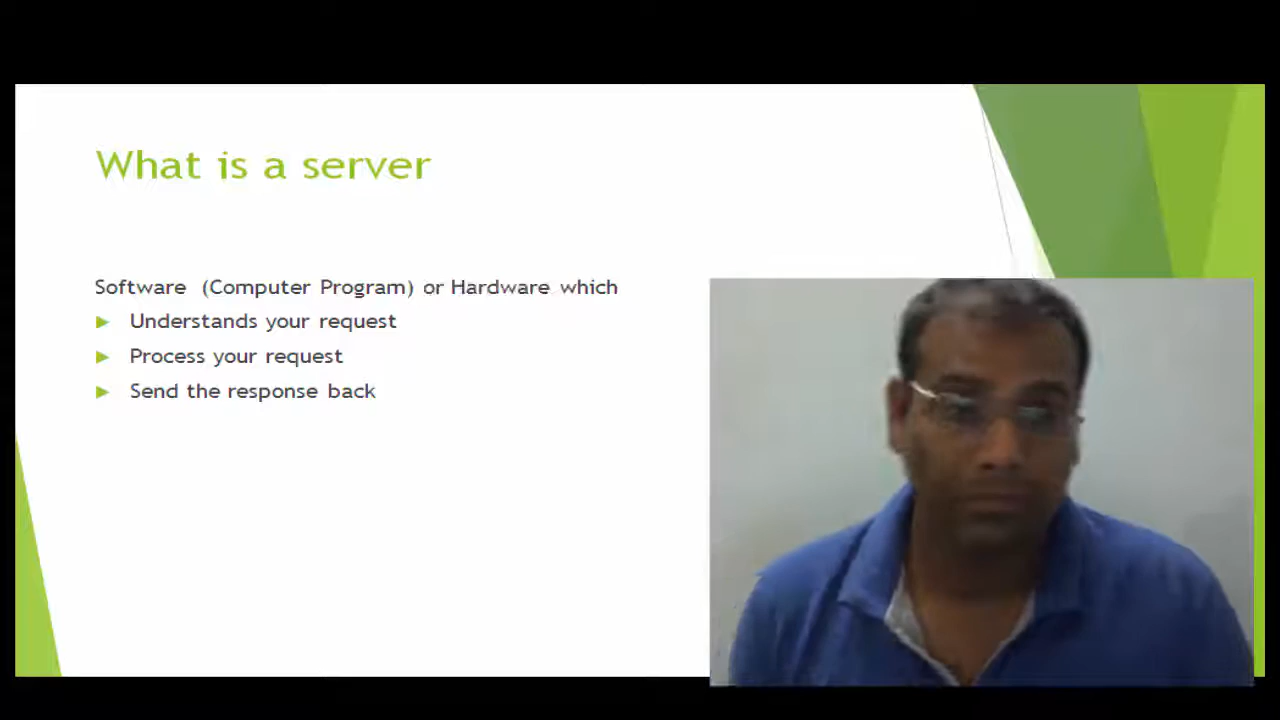 What is a server
Software (Computer Program) or Hardware which
Understands your request
Process your request
Send the response back